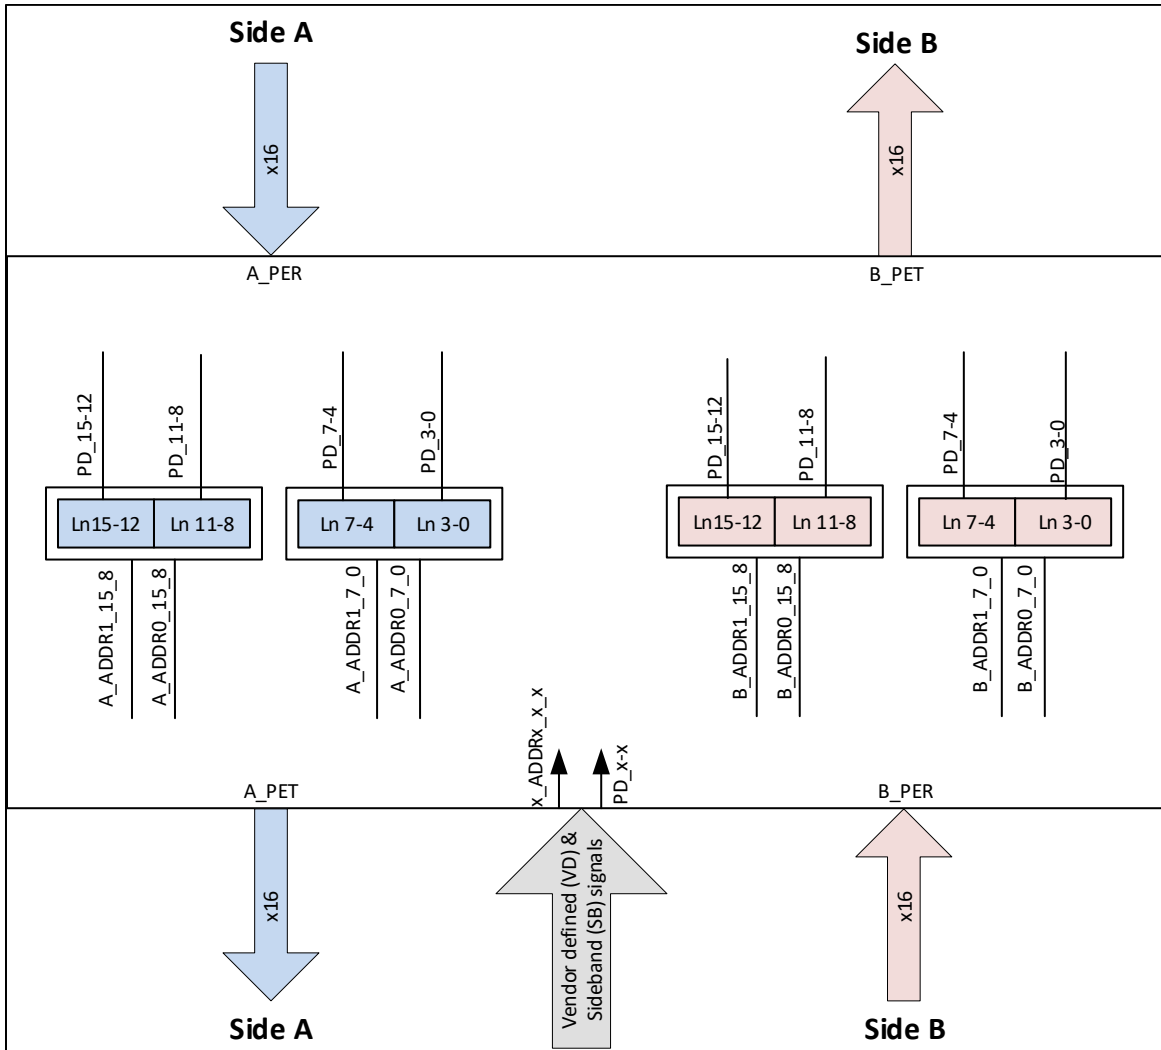 Side A
Side B
x16
x16
A_PER
B_PET
PD_15-12
PD_11-8
PD_7-4
PD_3-0
PD_15-12
PD_11-8
PD_7-4
PD_3-0
Ln15-12
Ln 11-8
Ln 7-4
Ln 3-0
Ln15-12
Ln 11-8
Ln 7-4
Ln 3-0
A_ADDR1_15_8
A_ADDR0_15_8
A_ADDR1_7_0
A_ADDR0_7_0
B_ADDR1_15_8
B_ADDR0_15_8
B_ADDR1_7_0
B_ADDR0_7_0
x_ADDRx_x_x
PD_x-x
A_PET
B_PER
x16
Vendor defined (VD) &
Sideband (SB) signals
x16
Side A
Side B